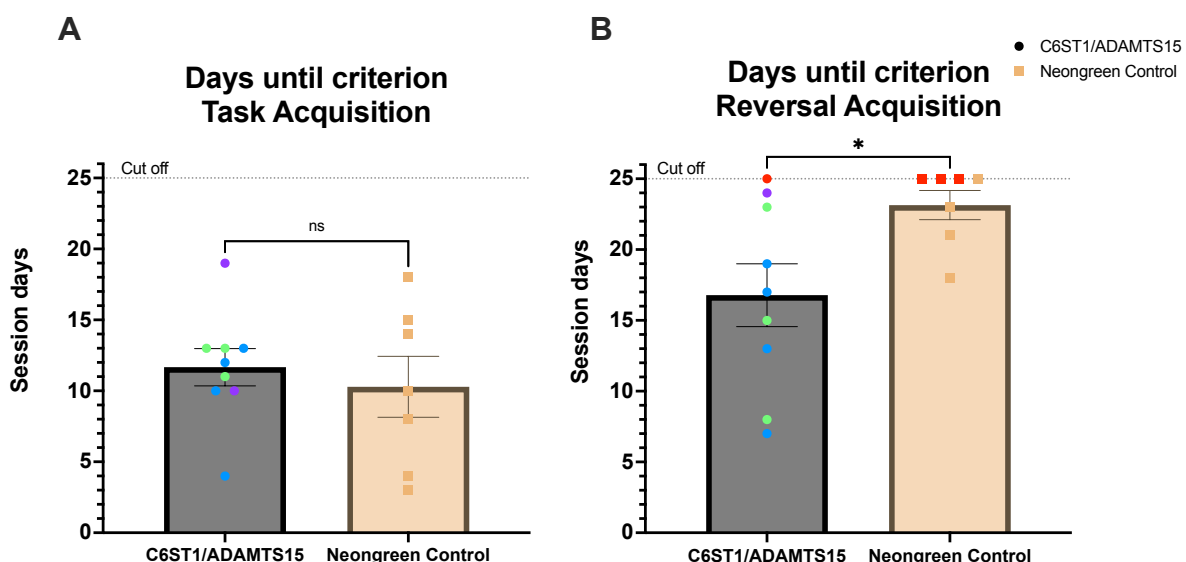 A
Days until criterion
Task Acquisition
Cut off
25
20
15
10
5
0
Session days
ns
C6ST1/ADAMTS15
Neongreen Control
B
Days until criterion
Reversal Acquisition
C6ST1/ADAMTS15
Neongreen Control
*
Cut off
25
20
15
10
5
0
Session days
C6ST1/ADAMTS15
Neongreen Control